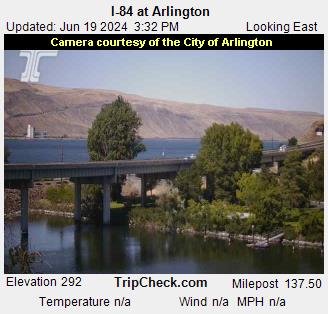 I-84 at Arlington
Updated: Jun 19 2024 3:32 PM Looking East
Camera courtesy of the City of Arlington
Elevation 292 TripCheck.com Milepost 137.50
Temperature n/a Wind n/a MPH n/a